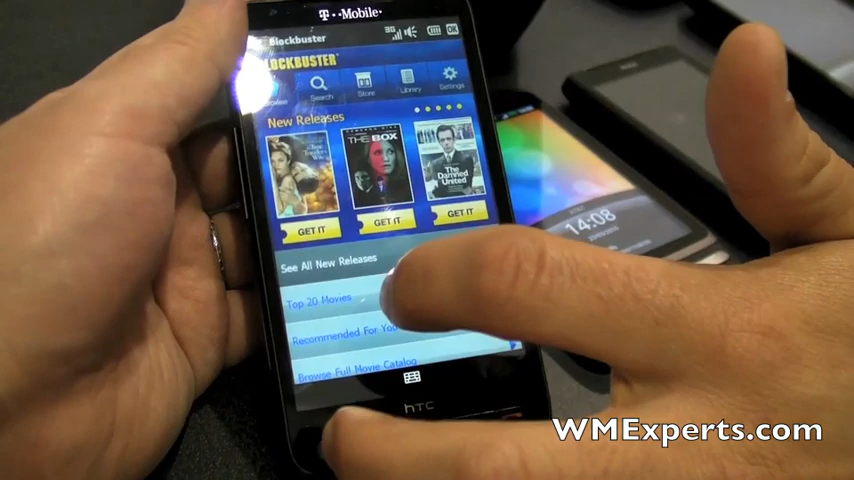 T··Mobile·
3G
OK
Blockbuster
BLOCKBUSTER
Search
Store
Library
Settings
New Releases
THE BOX
The Damned United
GET IT
GET IT
GET IT
See All New Releases
Top 20 Movies
Recommended For You
Browse Full Movie Catalog
hTC
14:08
WMExperts.com